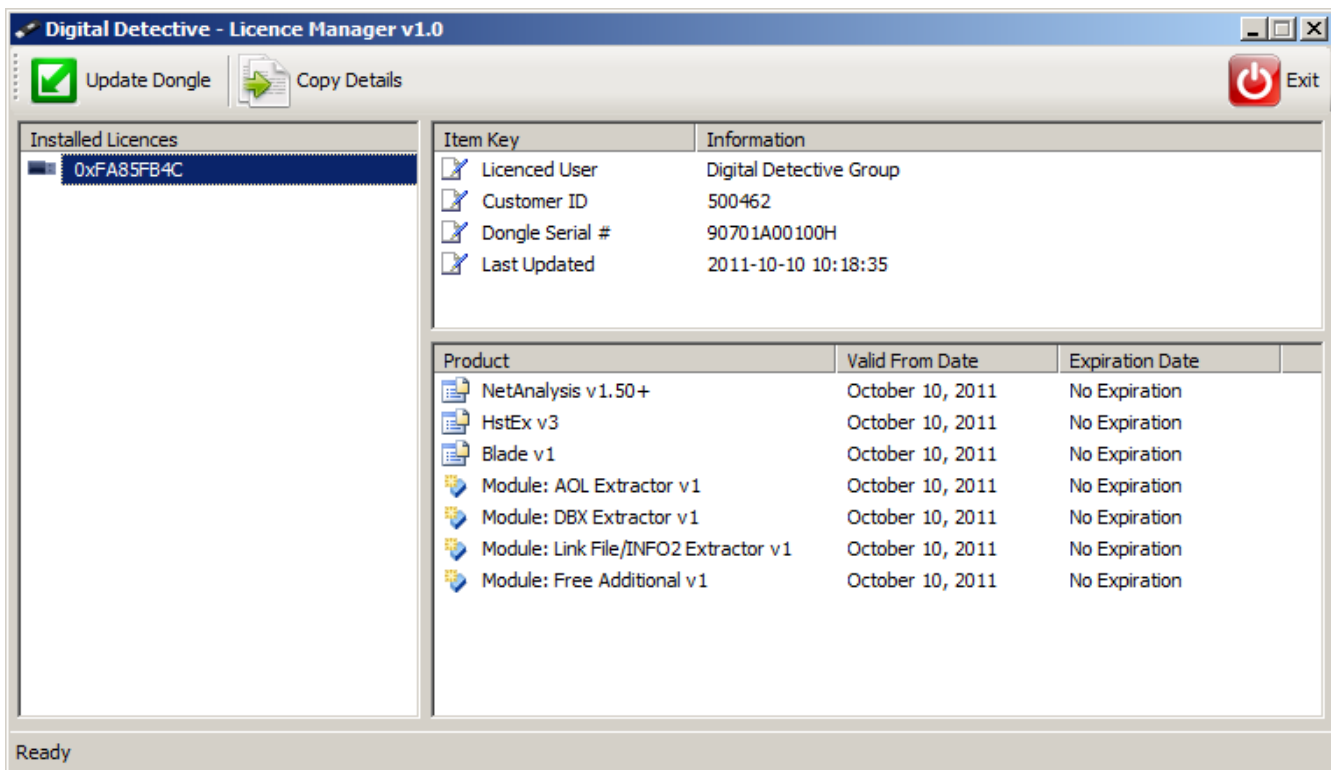 Digital Detective - Licence Manager v1.0
Update Dongle Copy Details Exit
Installed Licences
0xFA85FB4C
Item Key Information
Licenced User Digital Detective Group
Customer ID 500462
Dongle Serial # 90701A00100H
Last Updated 2011-10-10 10:18:35
Product Valid From Date Expiration Date
NetAnalysis v1.50+ October 10, 2011 No Expiration
HstEx v3 October 10, 2011 No Expiration
Blade v1 October 10, 2011 No Expiration
Module: AOL Extractor v1 October 10, 2011 No Expiration
Module: DBX Extractor v1 October 10, 2011 No Expiration
Module: Link File/INFO2 Extractor v1 October 10, 2011 No Expiration
Module: Free Additional v1 October 10, 2011 No Expiration
Ready